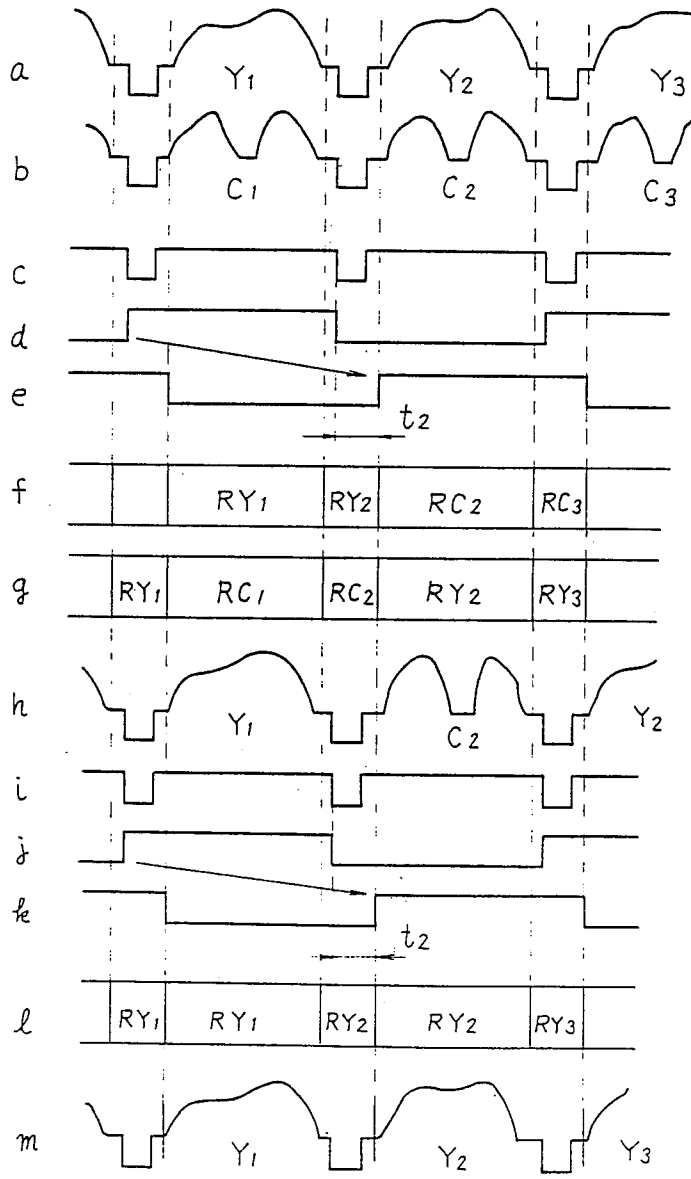 a Y1 Y2 Y3
b C1 C2 C3
c
d
e
t2
f RY1 RY2 RC2 RC3
g RY1 RC1 RC2 RY2 RY3
h Y1 C2 Y2
i
j
k
t2
l RY1 RY1 RY2 RY2 RY3
m Y1 Y2 Y3